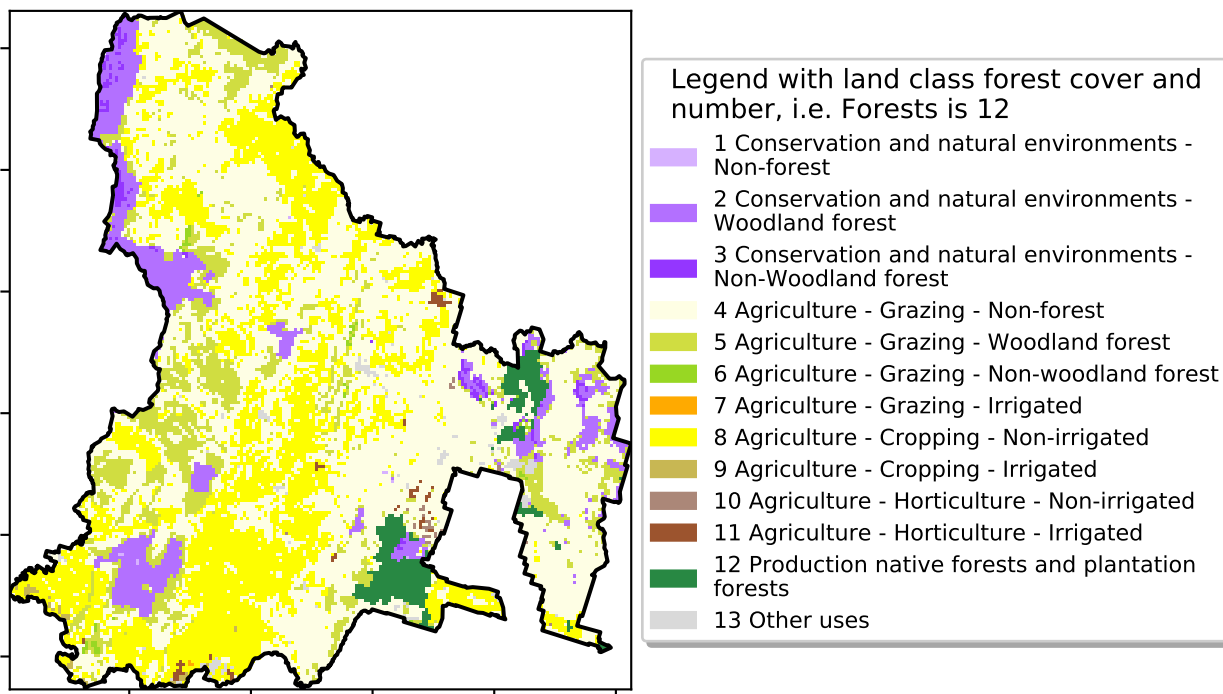 Legend with land class forest cover and
number, i.e. Forests is 12
1 Conservation and natural environments -
Non-forest
2 Conservation and natural environments -
Woodland forest
3 Conservation and natural environments -
Non-Woodland forest
4 Agriculture - Grazing - Non-forest
5 Agriculture - Grazing - Woodland forest
6 Agriculture - Grazing - Non-woodland forest
7 Agriculture - Grazing - Irrigated
8 Agriculture - Cropping - Non-irrigated
9 Agriculture - Cropping - Irrigated
10 Agriculture - Horticulture - Non-irrigated
11 Agriculture - Horticulture - Irrigated
12 Production native forests and plantation
forests
13 Other uses